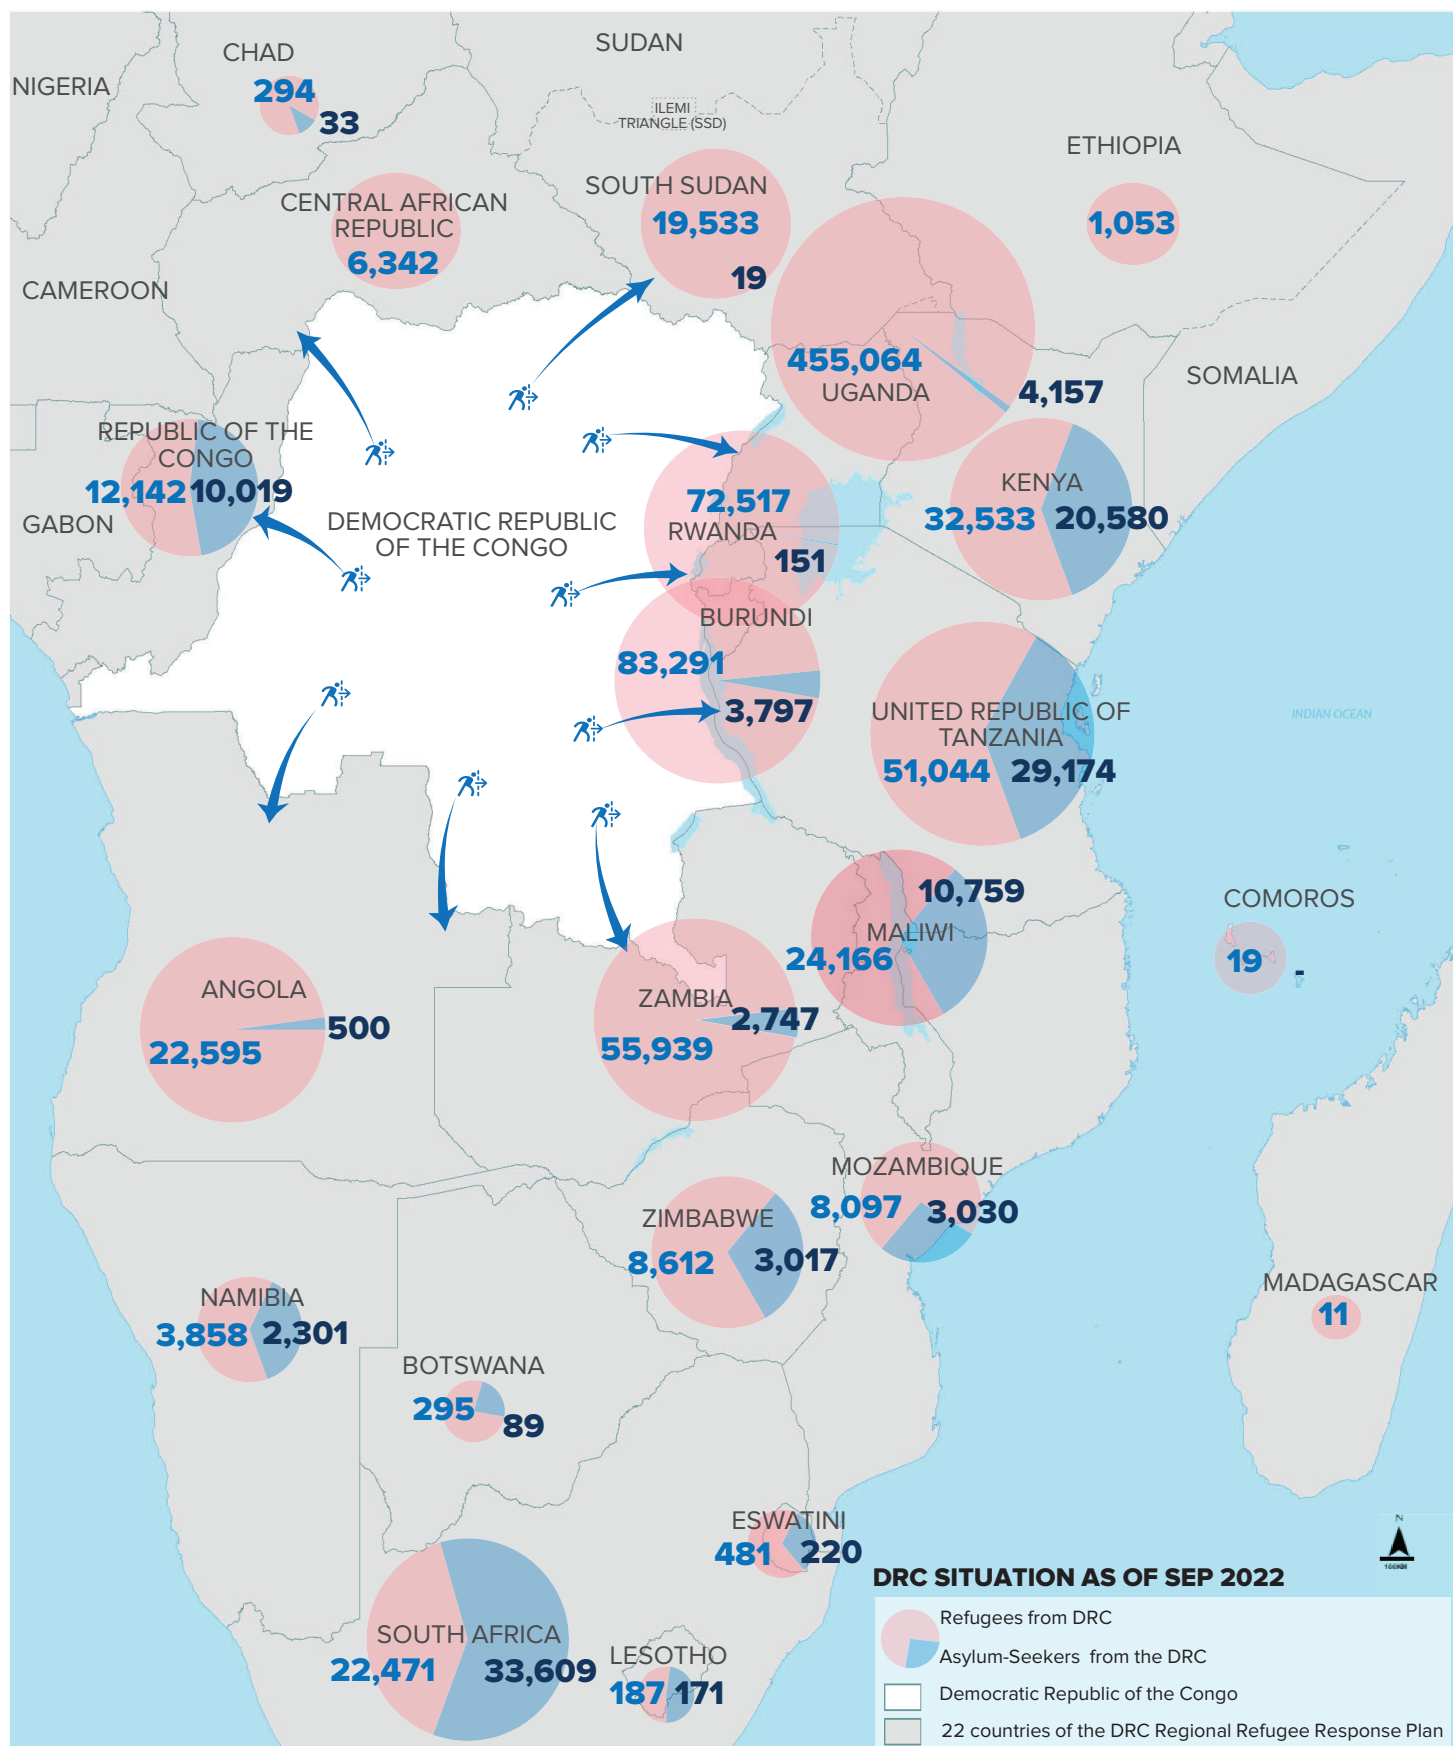 CHAD
SUDAN
NIGERIA
294
33
ILEMI
TRIANGLE (SSD)
ETHIOPIA
SOUTH SUDAN
CENTRAL AFRICAN
REPUBLIC
6,342
19,533
19
1,053
CAMEROON
455,064
UGANDA
4,157
SOMALIA
REPUBLIC OF THE
CONGO
12,142
10,019
GABON
DEMOCRATIC REPUBLIC
OF THE CONGO
72,517
RWANDA
151
KENYA
32,533
20,580
BURUNDI
83,291
3,797
UNITED REPUBLIC OF
TANZANIA
51,044
29,174
INDIAN OCEAN
10,759
MALIWI
24,166
COMOROS
19
-
ANGOLA
22,595
500
ZAMBIA
2,747
55,939
MOZAMBIQUE
8,097
3,030
ZIMBABWE
8,612
3,017
NAMIBIA
3,858
2,301
MADAGASCAR
11
BOTSWANA
295
89
ESWATINI
481
220
SOUTH AFRICA
22,471
33,609
LESOTHO
187
171
N
DRC SITUATION AS OF SEP 2022
Refugees from DRC
Asylum-Seekers from the DRC
Democratic Republic of the Congo
22 countries of the DRC Regional Refugee Response Plan